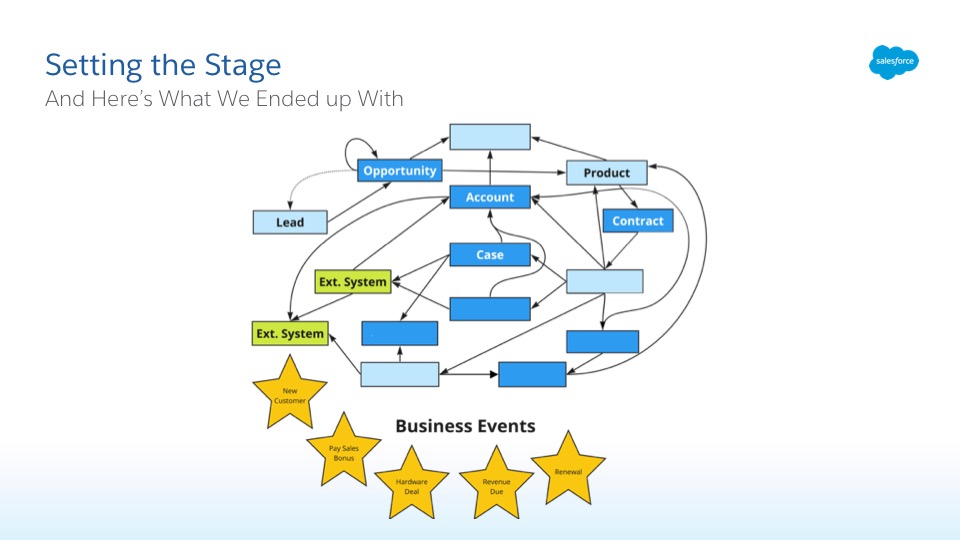 Setting the Stage
And Here's What We Ended up With
salesforce
Opportunity
Product
Account
Lead
Contract
Case
Ext. System
Ext. System
New
Customer
Business Events
Pay Sales
Bonus
Hardware
Deal
Revenue
Due
Renewal